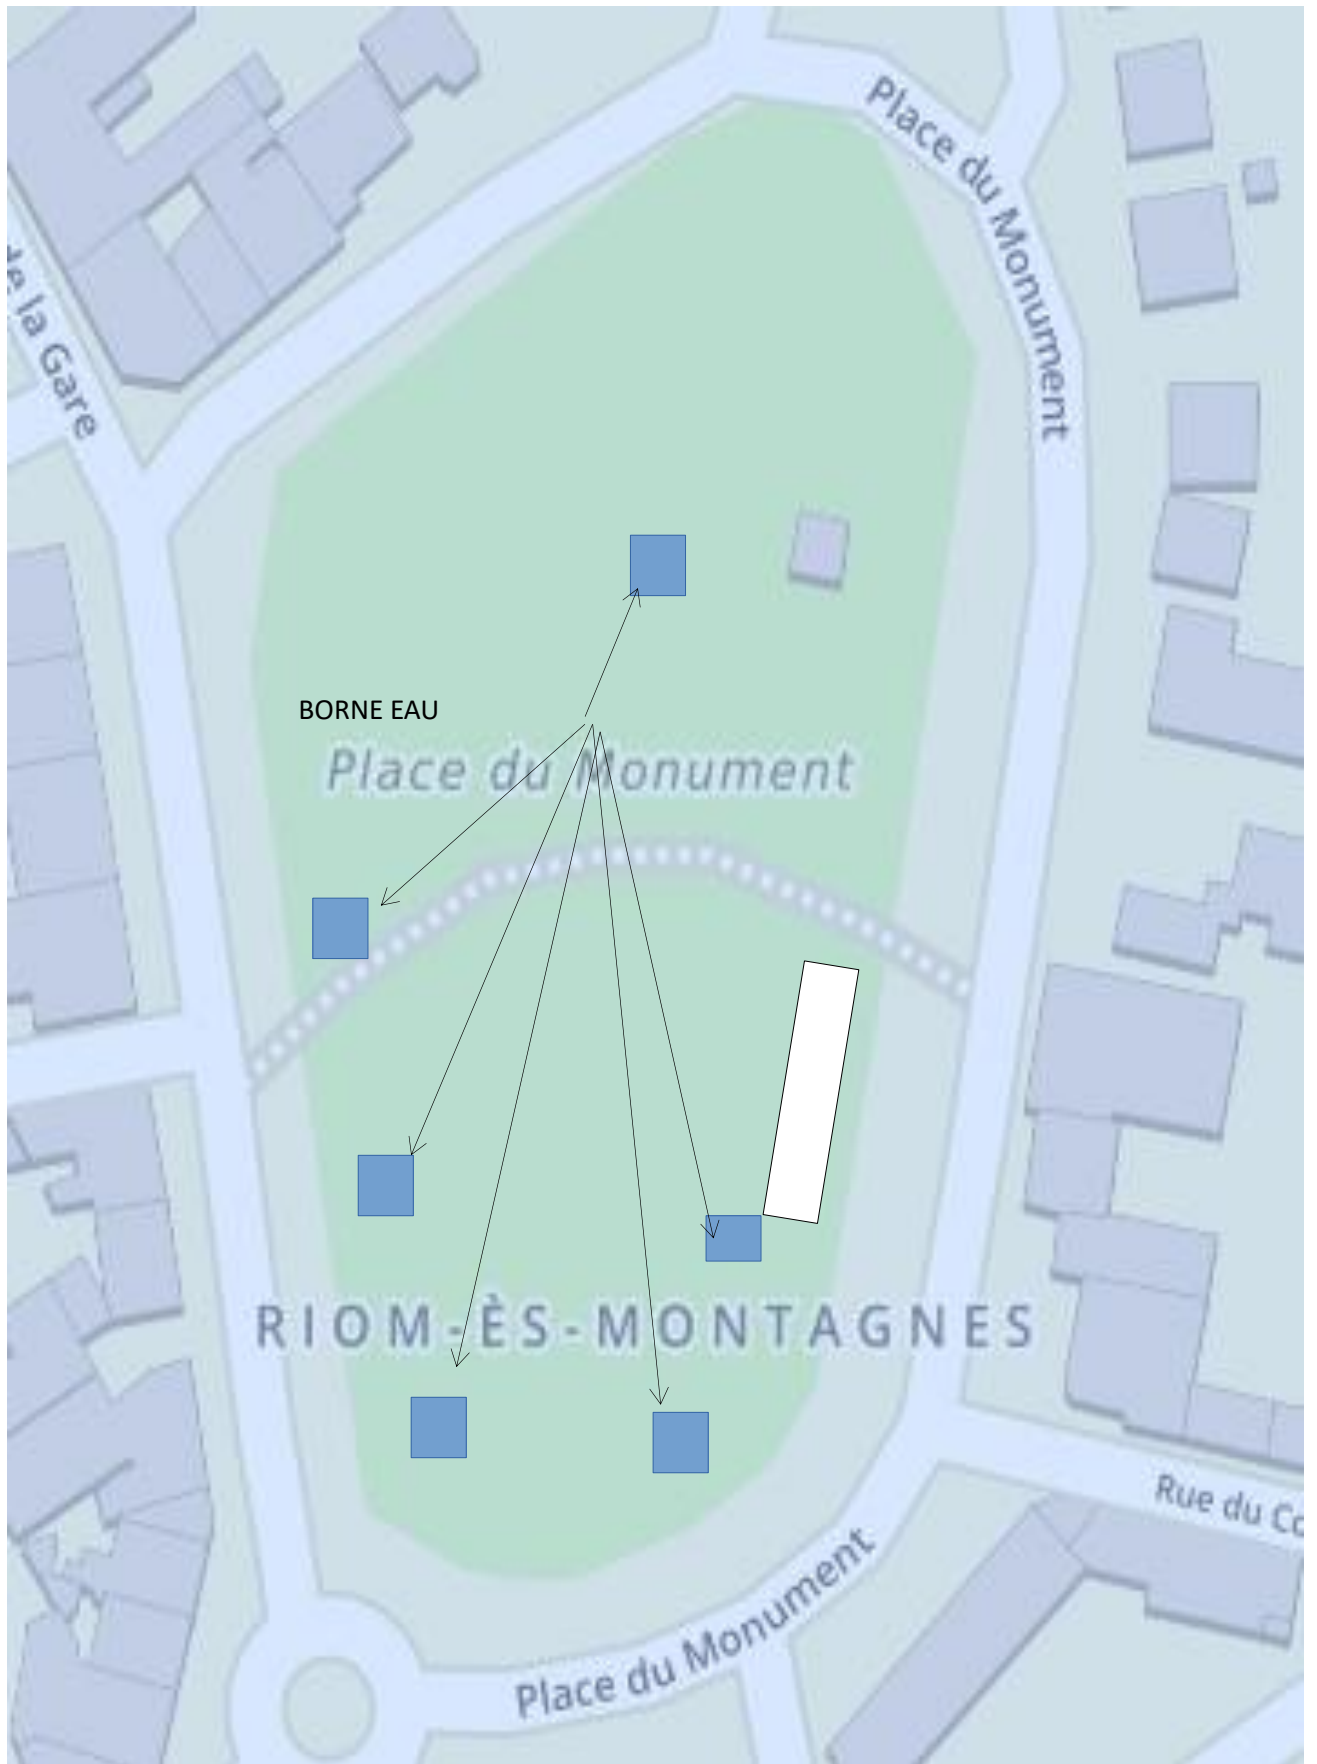 Place du Monument
de la Gare
BORNE EAU
Place du Monument
RIOM-ÈS-MONTAGNES
Rue du Co
Place du Monument